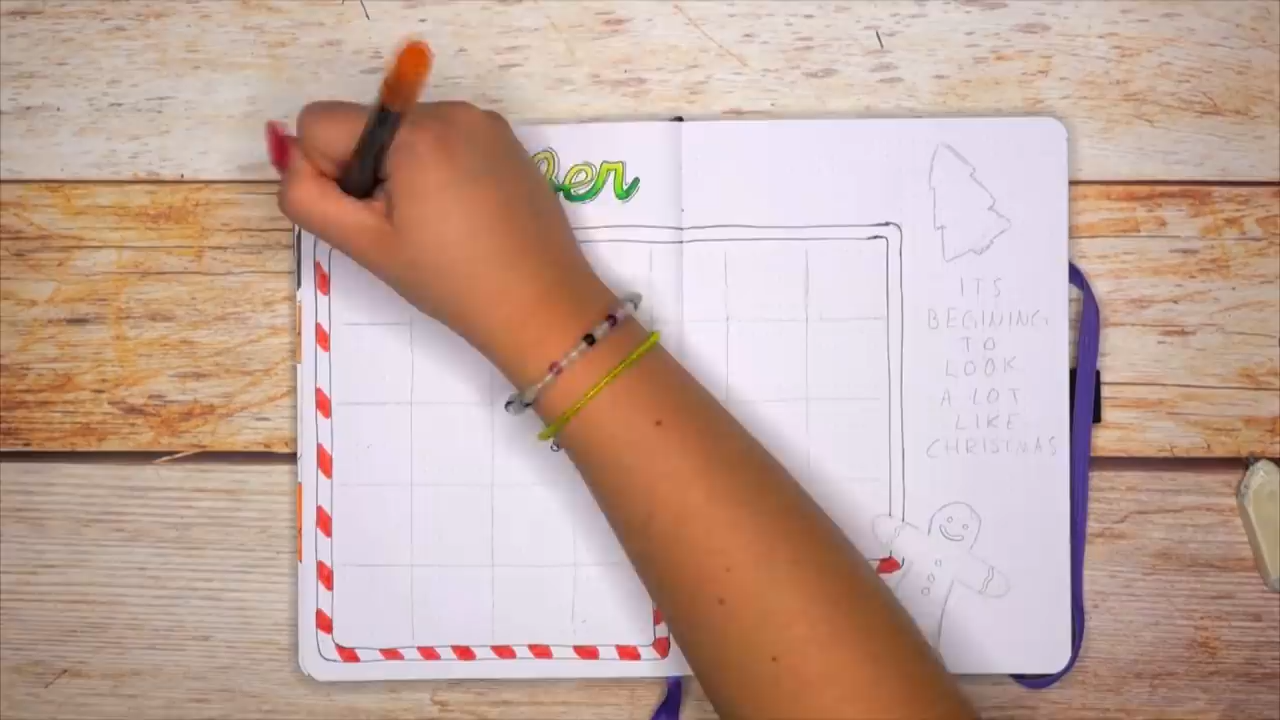 ber
ITS
BEGINING
TO
LOOK
A LOT
LIKE
CHRISTMAS